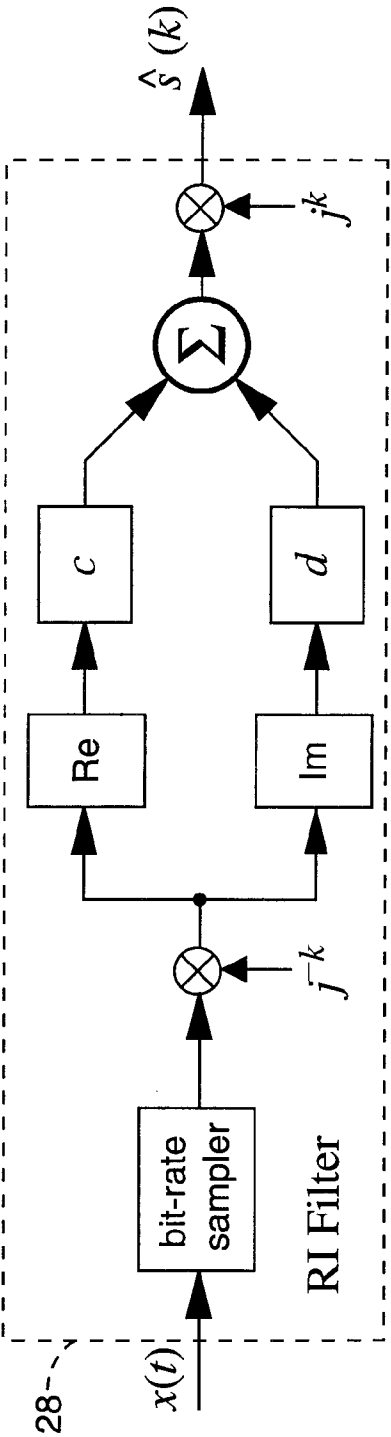 28
x(t)
bit-rate
sampler
RI Filter
j^{-k}
Re
Im
c
d
Σ
j^k
ŝ(k)